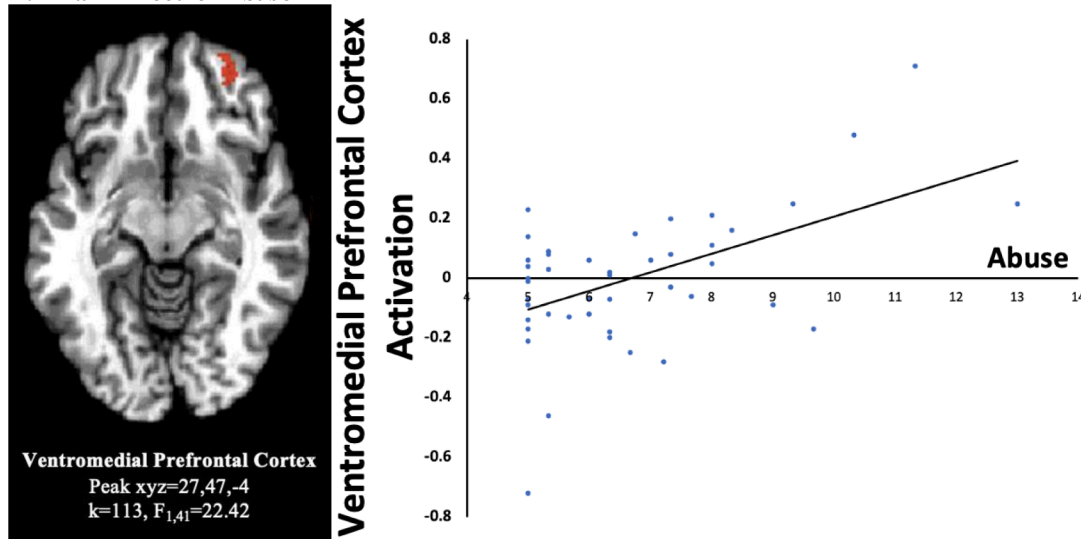 Ventromedial Prefrontal Cortex
Peak xyz=27,47,-4
k=113, F1,41=22.42
Ventromedial Prefrontal Cortex
Activation
0.8
0.6
0.4
0.2
0
-0.2
-0.4
-0.6
-0.8
Abuse
4 5 6 7 8 9 10 11 12 13 14